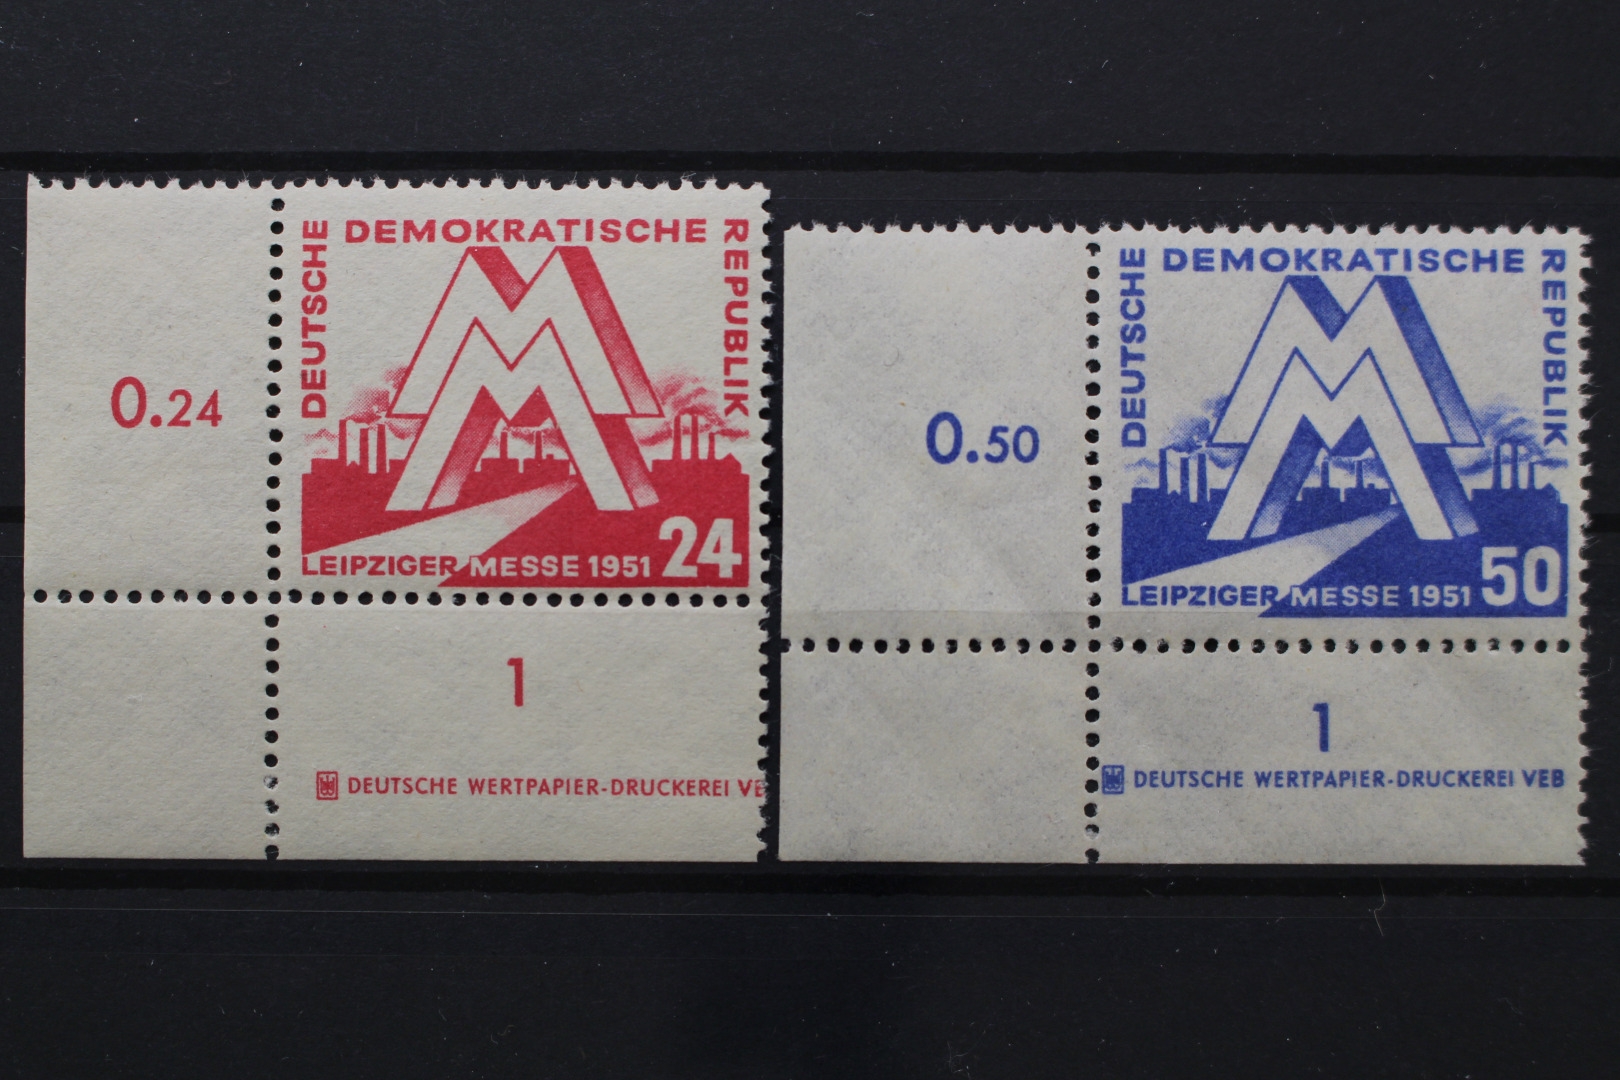 DEUTSCHE DEMOKRATISCHE REPUBLIK
0.24
LEIPZIGER MESSE 1951 24
1
DEUTSCHE WERTPAPIER-DRUCKEREI VE
DEUTSCHE DEMOKRATISCHE REPUBLIK
0.50
LEIPZIGER MESSE 1951 50
1
DEUTSCHE WERTPAPIER-DRUCKEREI VEB